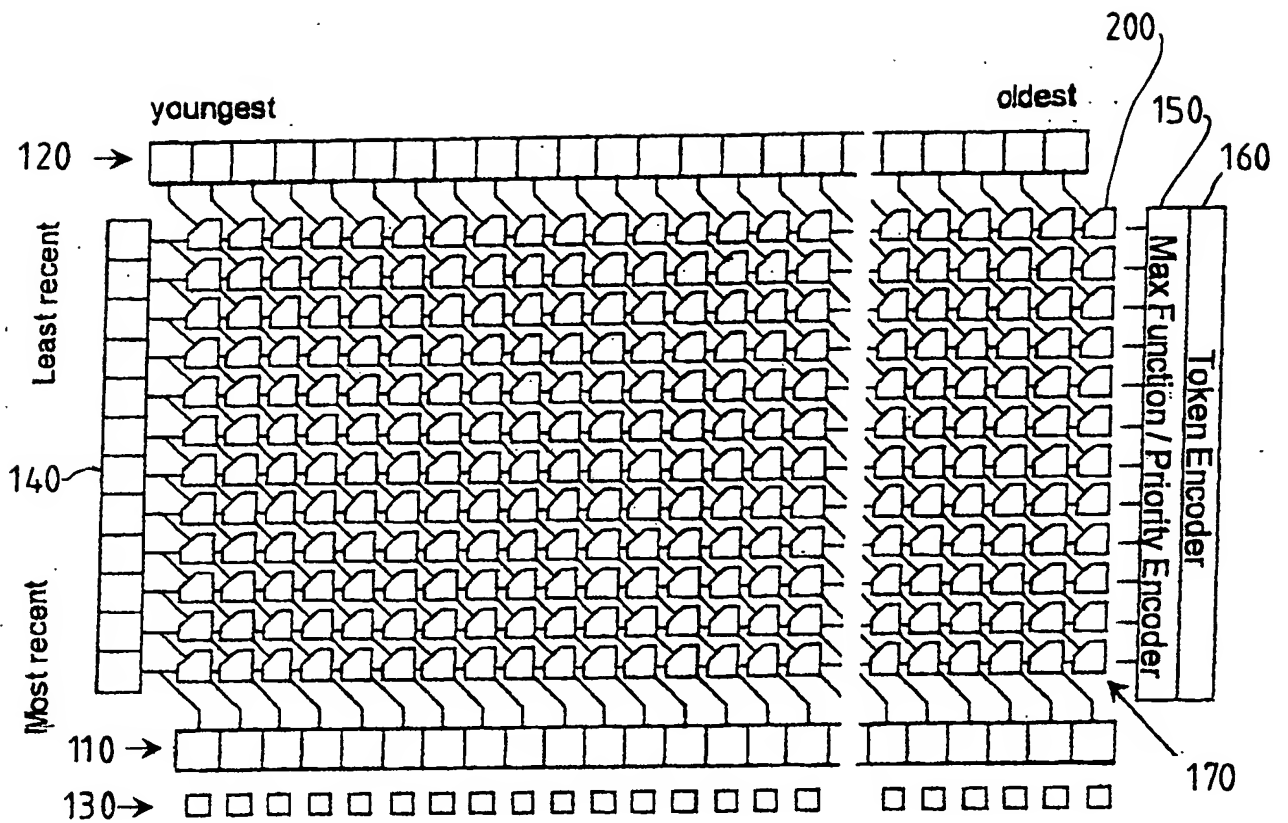 200
youngest
oldest
150
160
120
Least recent
140
Most recent
Max Function / Priority Encoder
Token Encoder
110
170
130